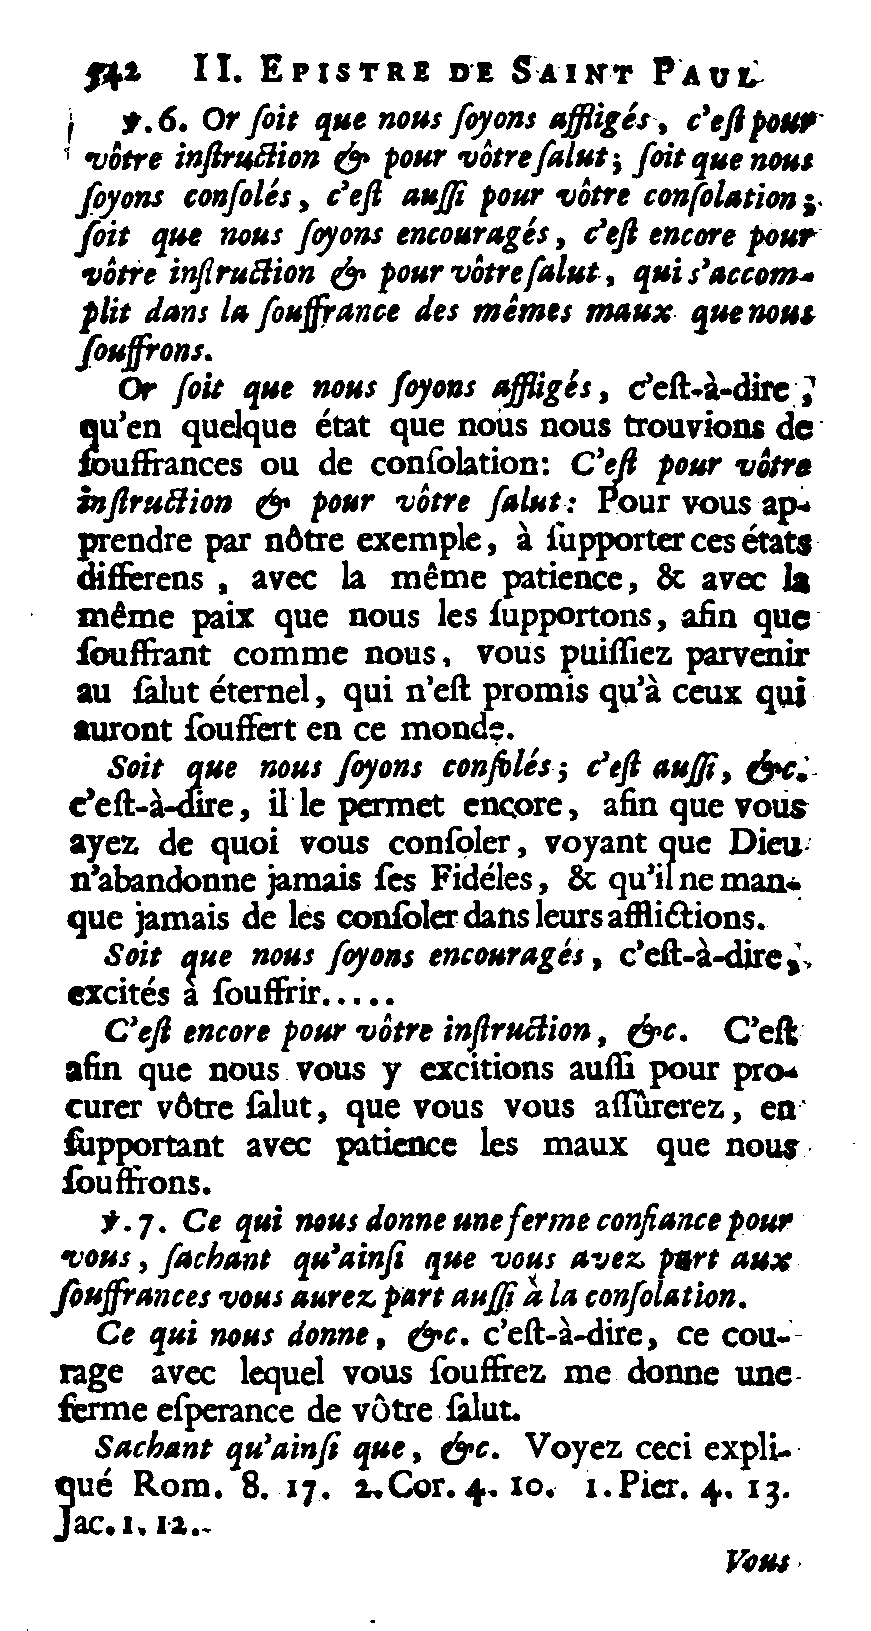 542 II. EPISTRE DE SAINT PAUL
℣. 6. Or ſoit que nous ſoyons affligés, c'eſt pour
vôtre inſtruction & pour vôtre ſalut; ſoit que nous
ſoyons conſolés, c'eſt auſſi pour vôtre conſolation;
ſoit que nous ſoyons encouragés, c'eſt encore pour
vôtre inſtruction & pour vôtre ſalut, qui s'accom-
plit dans la ſouffrance des mêmes maux que nous
ſouffrons.
Or ſoit que nous ſoyons affligés, c'eſt-à-dire,
qu'en quelque état que nous nous trouvions de
ſouffrances ou de conſolation: C'eſt pour vôtre
inſtruction & pour vôtre ſalut: Pour vous ap-
prendre par nôtre exemple, à ſupporter ces états
differens, avec la même patience, & avec la
même paix que nous les ſupportons, afin que
ſouffrant comme nous, vous puiſſiez parvenir
au ſalut éternel, qui n'eſt promis qu'à ceux qui
auront ſouffert en ce monde.
Soit que nous ſoyons conſolés; c'eſt auſſi, &c.
c'eſt-à-dire, il le permet encore, afin que vous
ayez de quoi vous conſoler, voyant que Dieu
n'abandonne jamais ſes Fidéles, & qu'il ne man-
que jamais de les conſoler dans leurs afflictions.
Soit que nous ſoyons encouragés, c'eſt-à-dire,
excités à ſouffrir.....
C'eſt encore pour vôtre inſtruction, &c. C'eſt
afin que nous vous y excitions auſſi pour pro-
curer vôtre ſalut, que vous vous aſſûrerez, en
ſupportant avec patience les maux que nous
ſouffrons.
℣. 7. Ce qui nous donne une ferme confiance pour
vous, ſachant qu'ainſi que vous avez part aux
ſouffrances vous aurez part auſſi à la conſolation.
Ce qui nous donne, &c. c'eſt-à-dire, ce cou-
rage avec lequel vous ſouffrez me donne une
ferme eſperance de vôtre ſalut.
Sachant qu'ainſi que, &c. Voyez ceci expli-
qué Rom. 8. 17. 2. Cor. 4. 10. 1. Pier. 4. 13.
Jac. 1. 12.
Vous